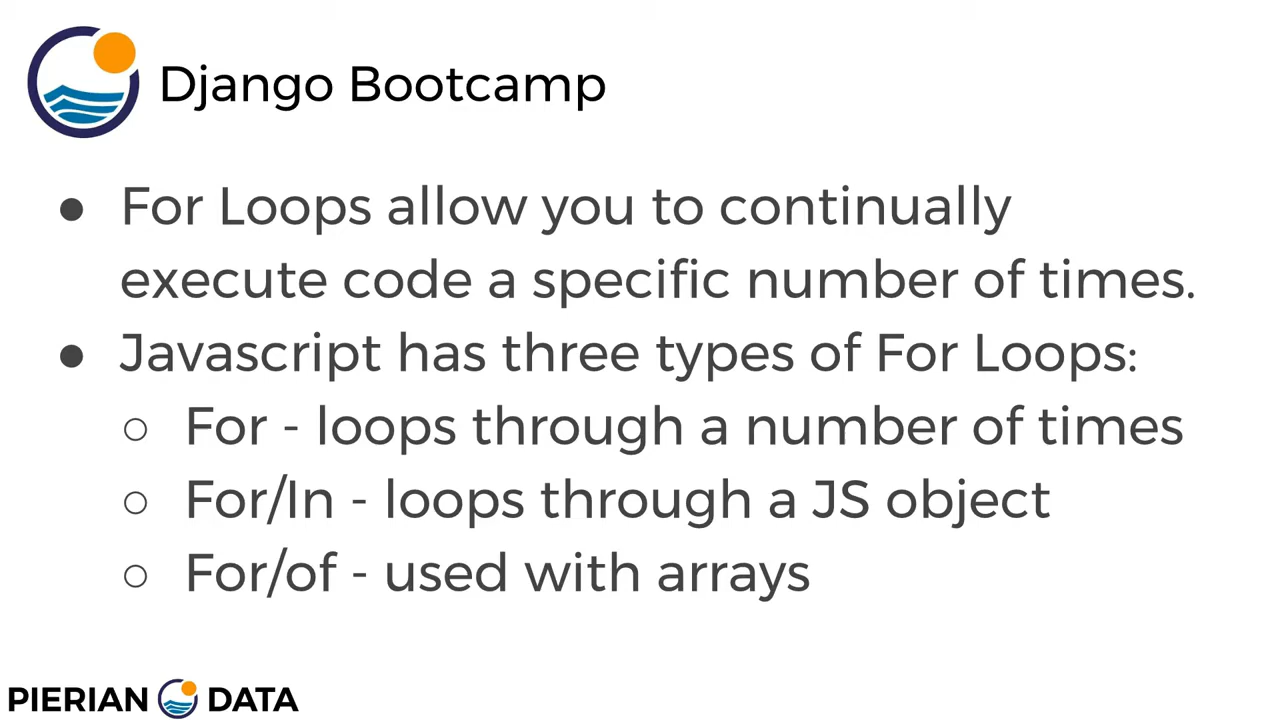 Django Bootcamp
● For Loops allow you to continually
execute code a specific number of times.
● Javascript has three types of For Loops:
○ For - loops through a number of times
○ For/In - loops through a JS object
○ For/of - used with arrays
PIERIAN DATA